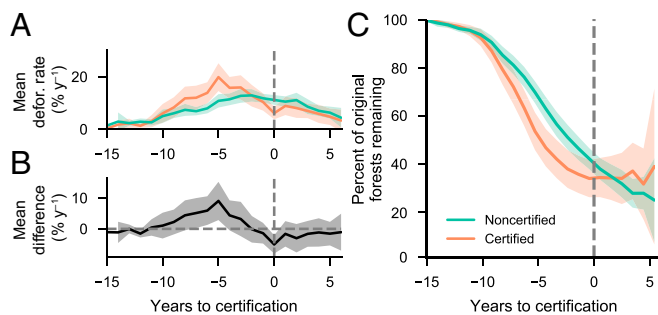 A
Mean
defor. rate
(% y⁻¹)
20
0
−15
−10
−5
0
5
B
Mean
difference
(% y⁻¹)
10
0
−15
−10
−5
0
5
Years to certification
C
Percent of original
forests remaining
100
80
60
40
20
0
Noncertified
Certified
−15
−10
−5
0
5
Years to certification